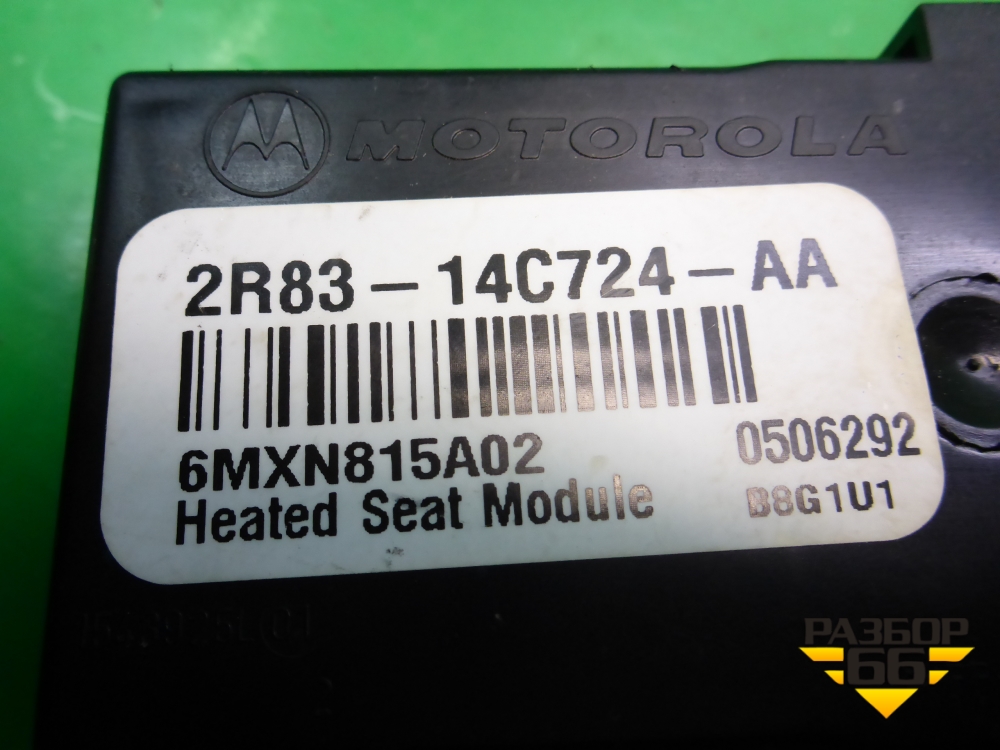 MOTOROLA
2R83-14C724-AA
6MXN815A02 0506292
Heated Seat Module B8G1U1
РАЗБОР
66